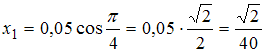 x₁ = 0,05 cos π/4 = 0,05 · √2/2 = √2/40